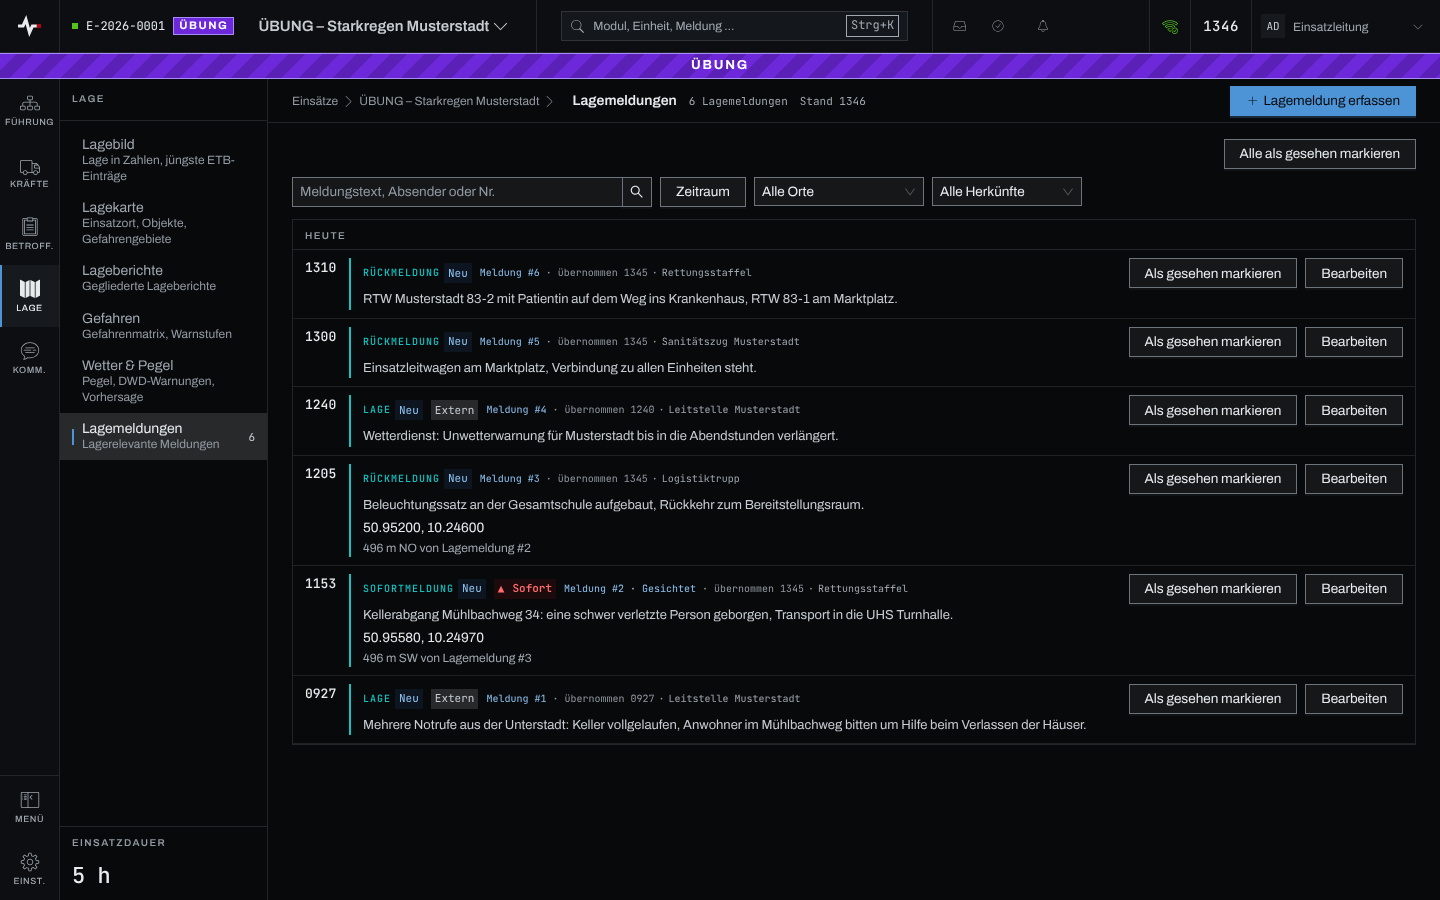 E-2026-0001 ÜBUNG ÜBUNG – Starkregen Musterstadt
Modul, Einheit, Meldung ... Strg+K
1346
AD Einsatzleitung
ÜBUNG
FÜHRUNG
KRÄFTE
BETROFF.
LAGE
KOMM.
MENÜ
EINST.
LAGE
Lagebild
Lage in Zahlen, jüngste ETB-
Einträge
Lagekarte
Einsatzort, Objekte,
Gefahrengebiete
Lageberichte
Gegliederte Lageberichte
Gefahren
Gefahrenmatrix, Warnstufen
Wetter & Pegel
Pegel, DWD-Warnungen,
Vorhersage
Lagemeldungen
Lagerelevante Meldungen 6
EINSATZDAUER
5 h
Einsätze ÜBUNG – Starkregen Musterstadt Lagemeldungen 6 Lagemeldungen Stand 1346
+ Lagemeldung erfassen
Alle als gesehen markieren
Meldungstext, Absender oder Nr. Zeitraum Alle Orte Alle Herkünfte
HEUTE
1310 RÜCKMELDUNG Neu Meldung #6 · übernommen 1345 · Rettungsstaffel Als gesehen markieren Bearbeiten
RTW Musterstadt 83-2 mit Patientin auf dem Weg ins Krankenhaus, RTW 83-1 am Marktplatz.
1300 RÜCKMELDUNG Neu Meldung #5 · übernommen 1345 · Sanitätszug Musterstadt Als gesehen markieren Bearbeiten
Einsatzleitwagen am Marktplatz, Verbindung zu allen Einheiten steht.
1240 LAGE Neu Extern Meldung #4 · übernommen 1240 · Leitstelle Musterstadt Als gesehen markieren Bearbeiten
Wetterdienst: Unwetterwarnung für Musterstadt bis in die Abendstunden verlängert.
1205 RÜCKMELDUNG Neu Meldung #3 · übernommen 1345 · Logistiktrupp Als gesehen markieren Bearbeiten
Beleuchtungssatz an der Gesamtschule aufgebaut, Rückkehr zum Bereitstellungsraum.
50.95200, 10.24600
496 m NO von Lagemeldung #2
1153 SOFORTMELDUNG Neu ▲ Sofort Meldung #2 · Gesichtet · übernommen 1345 · Rettungsstaffel Als gesehen markieren Bearbeiten
Kellerabgang Mühlbachweg 34: eine schwer verletzte Person geborgen, Transport in die UHS Turnhalle.
50.95580, 10.24970
496 m SW von Lagemeldung #3
0927 LAGE Neu Extern Meldung #1 · übernommen 0927 · Leitstelle Musterstadt Als gesehen markieren Bearbeiten
Mehrere Notrufe aus der Unterstadt: Keller vollgelaufen, Anwohner im Mühlbachweg bitten um Hilfe beim Verlassen der Häuser.